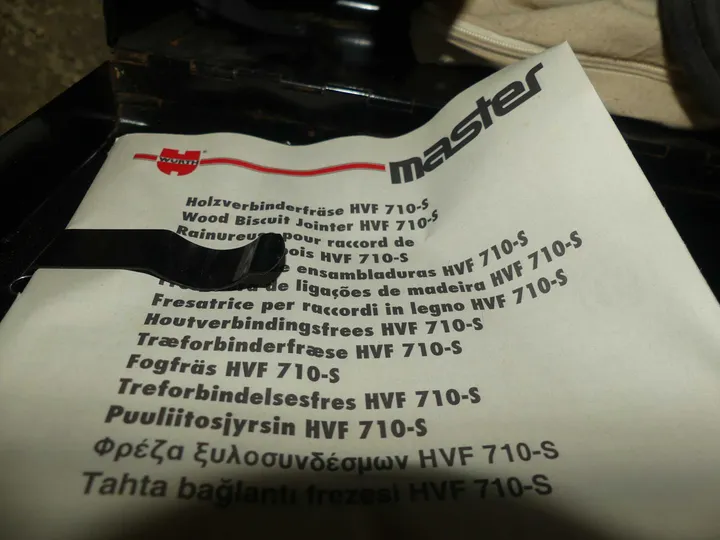 WÜRTH
master
Holzverbinderfräse HVF 710-S
Wood Biscuit Jointer HVF 710-S
Rainureuse pour raccord de
bois HVF 710-S
ensambladuras HVF 710-S
de ligações de madeira HVF 710-S
Fresatrice per raccordi in legno HVF 710-S
Houtverbindingsfrees HVF 710-S
Træforbinderfræse HVF 710-S
Fogfräs HVF 710-S
Treforbindelsesfres HVF 710-S
Puuliitosjyrsin HVF 710-S
Φρέζα ξυλοσυνδέσμων HVF 710-S
Tahta bağlantı frezesi HVF 710-S